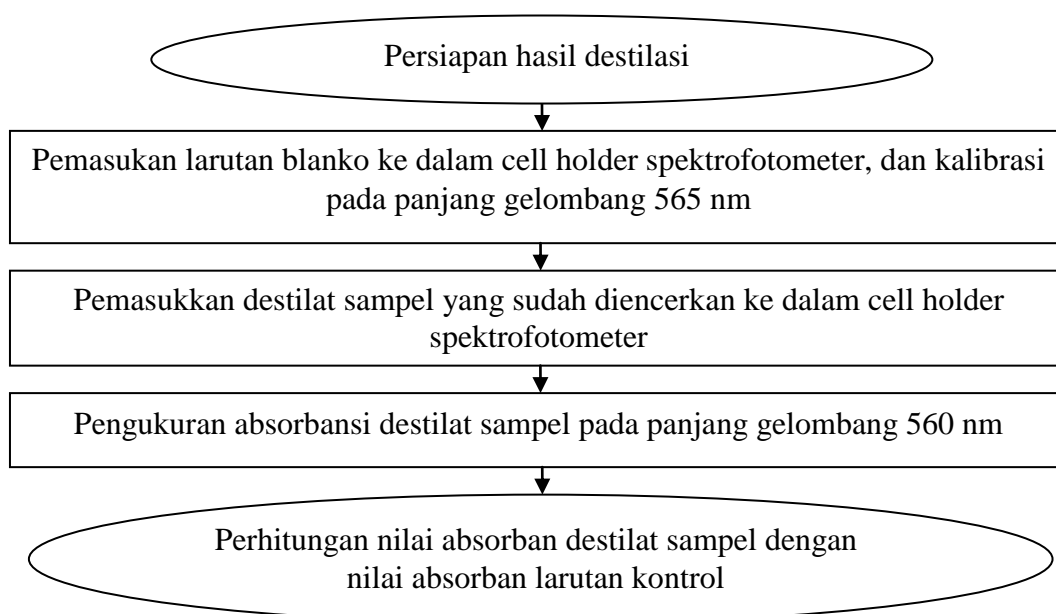 Persiapan hasil destilasi
Pemasukan larutan blanko ke dalam cell holder spektrofotometer, dan kalibrasi
pada panjang gelombang 565 nm
Pemasukkan destilat sampel yang sudah diencerkan ke dalam cell holder
spektrofotometer
Pengukuran absorbansi destilat sampel pada panjang gelombang 560 nm
Perhitungan nilai absorban destilat sampel dengan
nilai absorban larutan kontrol